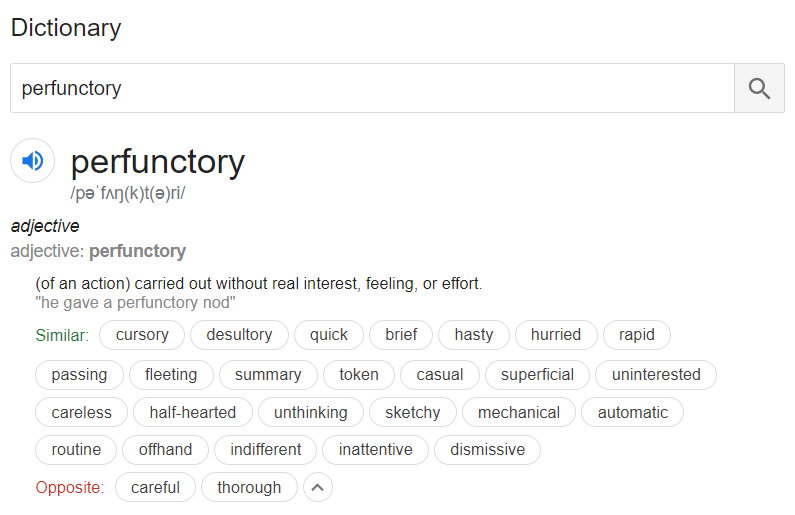 Dictionary
perfunctory
perfunctory
/pəˈfʌŋ(k)t(ə)ri/
adjective
adjective: perfunctory
(of an action) carried out without real interest, feeling, or effort.
"he gave a perfunctory nod"
Similar: cursory desultory quick brief hasty hurried rapid
passing fleeting summary token casual superficial uninterested
careless half-hearted unthinking sketchy mechanical automatic
routine offhand indifferent inattentive dismissive
Opposite: careful thorough